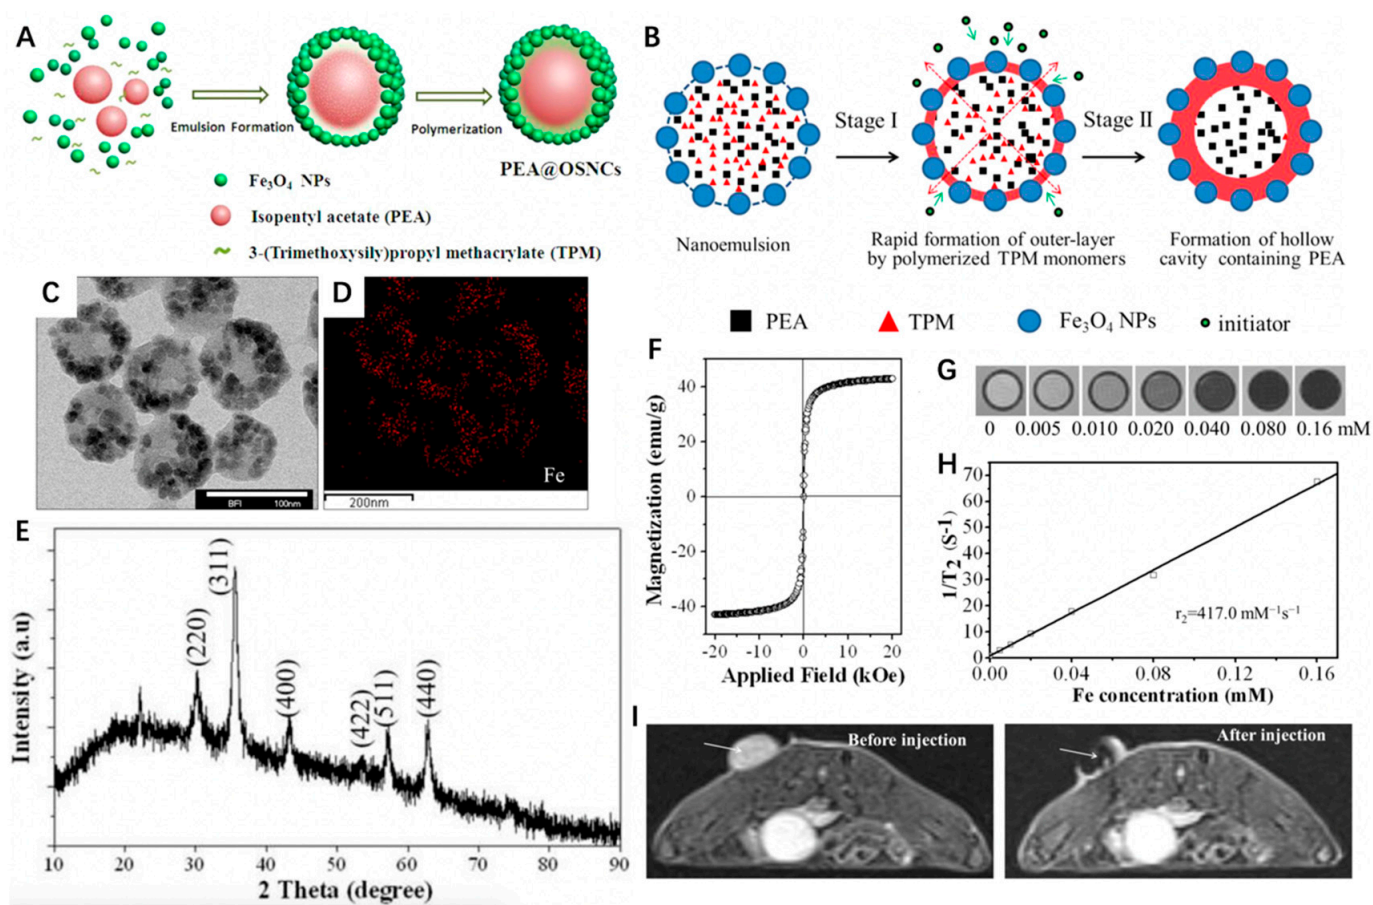 A
Emulsion Formation
Polymerization
PEA@OSNCs
Fe₃O₄ NPs
Isopentyl acetate (PEA)
3-(Trimethoxysily)propyl methacrylate (TPM)
B
Stage I
Stage II
Nanoemulsion
Rapid formation of outer-layer
by polymerized TPM monomers
Formation of hollow
cavity containing PEA
PEA
TPM
Fe₃O₄ NPs
initiator
C
BFI
100nm
D
Fe
200nm
E
Intensity (a.u)
(220)
(311)
(400)
(422)
(511)
(440)
10 20 30 40 50 60 70 80 90
2 Theta (degree)
F
Magnetization (emu/g)
40
20
0
-20
-40
-20 -10 0 10 20
Applied Field (kOe)
G
0 0.005 0.010 0.020 0.040 0.080 0.16 mM
H
1/T₂ (S⁻¹)
70
60
50
40
30
20
10
0
r₂=417.0 mM⁻¹s⁻¹
0.00 0.04 0.08 0.12 0.16
Fe concentration (mM)
I
Before injection
After injection